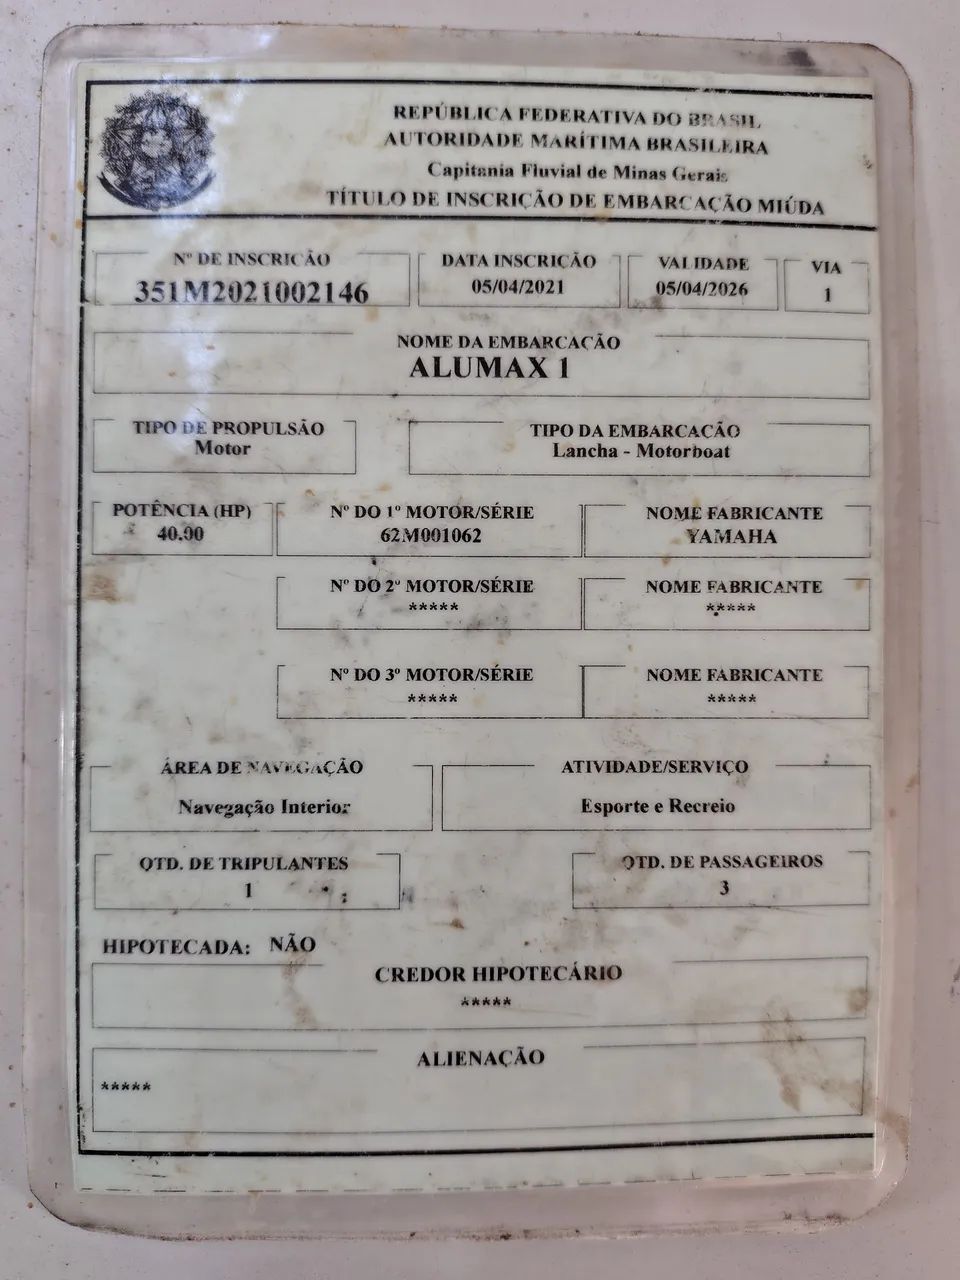 REPÚBLICA FEDERATIVA DO BRASIL
AUTORIDADE MARÍTIMA BRASILEIRA
Capitania Fluvial de Minas Gerais
TÍTULO DE INSCRIÇÃO DE EMBARCAÇÃO MIÚDA
Nº DE INSCRIÇÃO DATA INSCRIÇÃO VALIDADE VIA
351M2021002146 05/04/2021 05/04/2026 1
NOME DA EMBARCAÇÃO
ALUMAX 1
TIPO DE PROPULSÃO TIPO DA EMBARCAÇÃO
Motor Lancha - Motorboat
POTÊNCIA (HP) Nº DO 1º MOTOR/SÉRIE NOME FABRICANTE
40.00 62M001062 YAMAHA
Nº DO 2º MOTOR/SÉRIE NOME FABRICANTE
***** *****
Nº DO 3º MOTOR/SÉRIE NOME FABRICANTE
***** *****
ÁREA DE NAVEGAÇÃO ATIVIDADE/SERVIÇO
Navegação Interior Esporte e Recreio
QTD. DE TRIPULANTES QTD. DE PASSAGEIROS
1 3
HIPOTECADA: NÃO
CREDOR HIPOTECÁRIO
*****
ALIENAÇÃO
*****